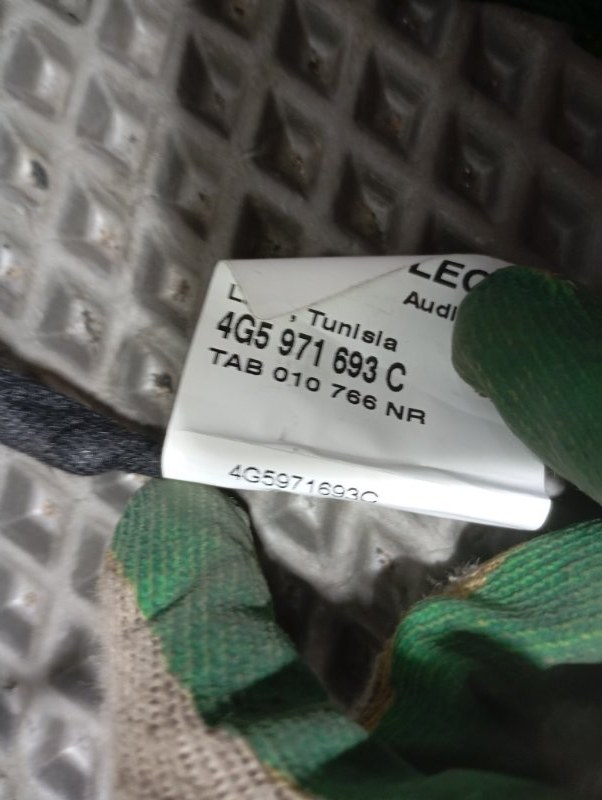 LEO
Audi
, Tunisia
4G5 971 693 C
TAB 010 766 NR
4G5971693C